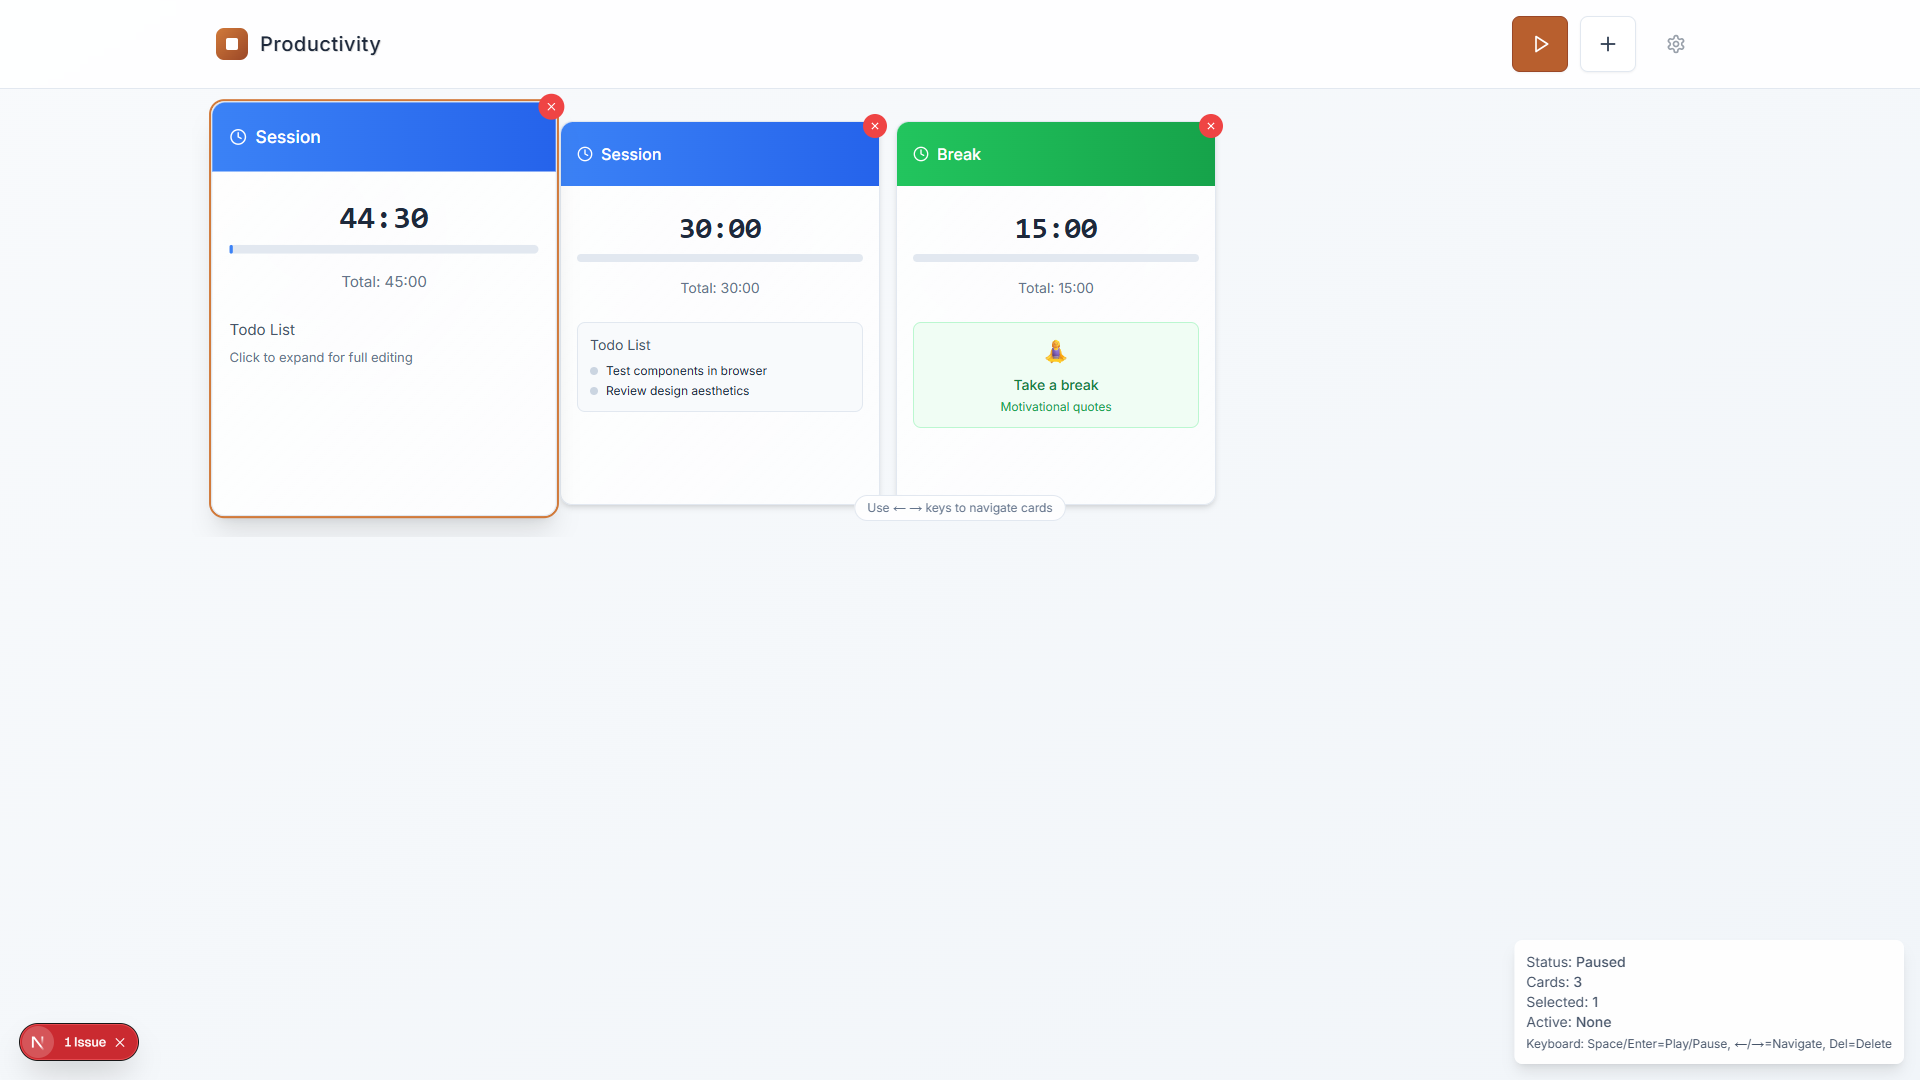 Productivity
Session
44:30
Total: 45:00
Todo List
Click to expand for full editing
Session
30:00
Total: 30:00
Todo List
Test components in browser
Review design aesthetics
Break
15:00
Total: 15:00
Take a break
Motivational quotes
Use ← → keys to navigate cards
Status: Paused
Cards: 3
Selected: 1
Active: None
Keyboard: Space/Enter=Play/Pause, ←/→=Navigate, Del=Delete
N 1 Issue